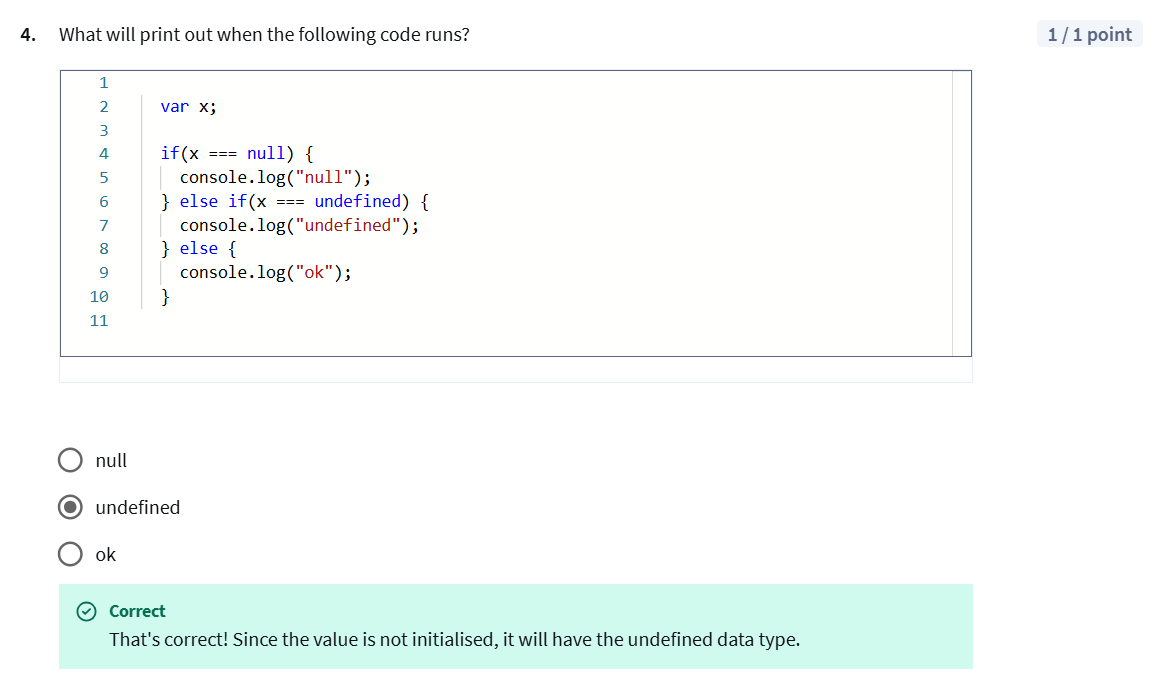 4. What will print out when the following code runs?
1 / 1 point
1
2 var x;
3
4 if(x === null) {
5   console.log("null");
6 } else if(x === undefined) {
7   console.log("undefined");
8 } else {
9   console.log("ok");
10 }
11
null
undefined
ok
Correct
That's correct! Since the value is not initialised, it will have the undefined data type.